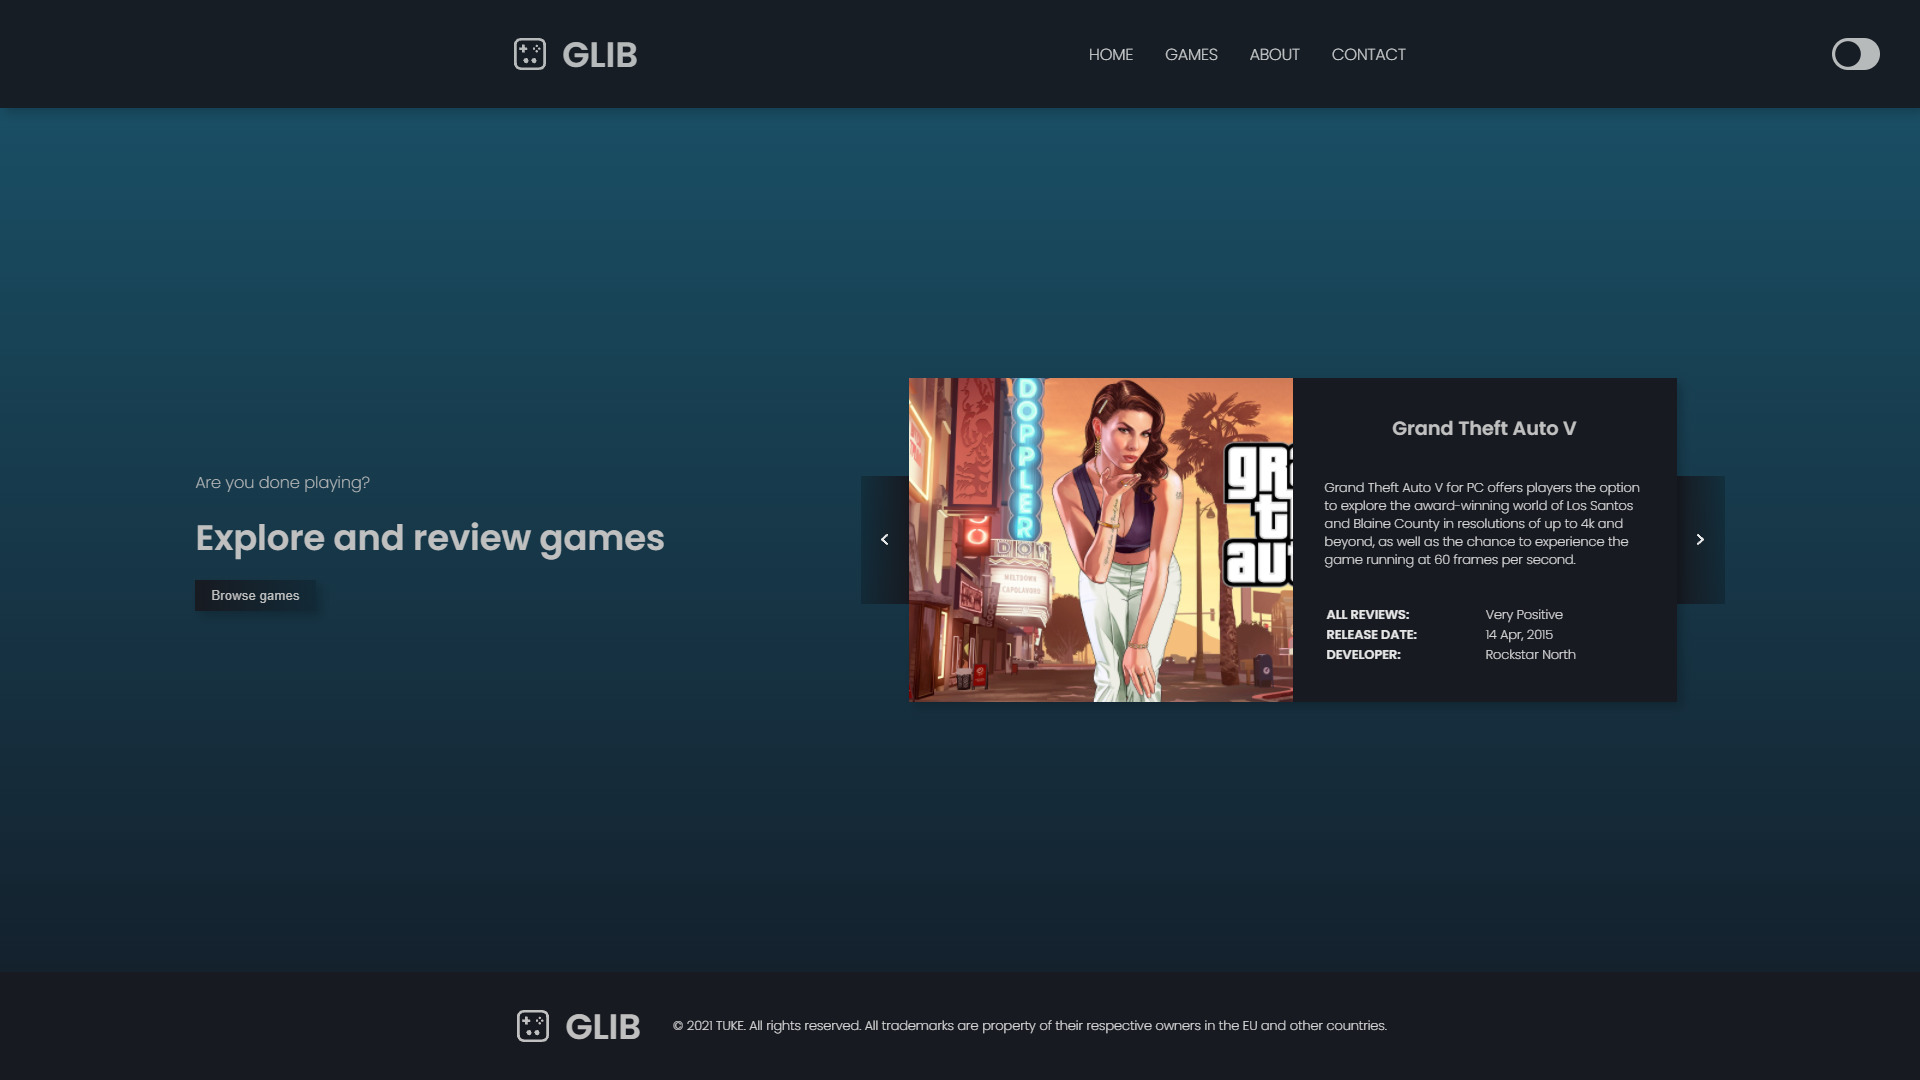 GLIB
HOME GAMES ABOUT CONTACT
Are you done playing?
Explore and review games
Browse games
DOPPLER
DOP
MELTDOWN
CAPOLAVORO
Grand Theft Auto V
Grand Theft Auto V for PC offers players the option
to explore the award-winning world of Los Santos
and Blaine County in resolutions of up to 4k and
beyond, as well as the chance to experience the
game running at 60 frames per second.
ALL REVIEWS: Very Positive
RELEASE DATE: 14 Apr, 2015
DEVELOPER: Rockstar North
GLIB
© 2021 TUKE. All rights reserved. All trademarks are property of their respective owners in the EU and other countries.